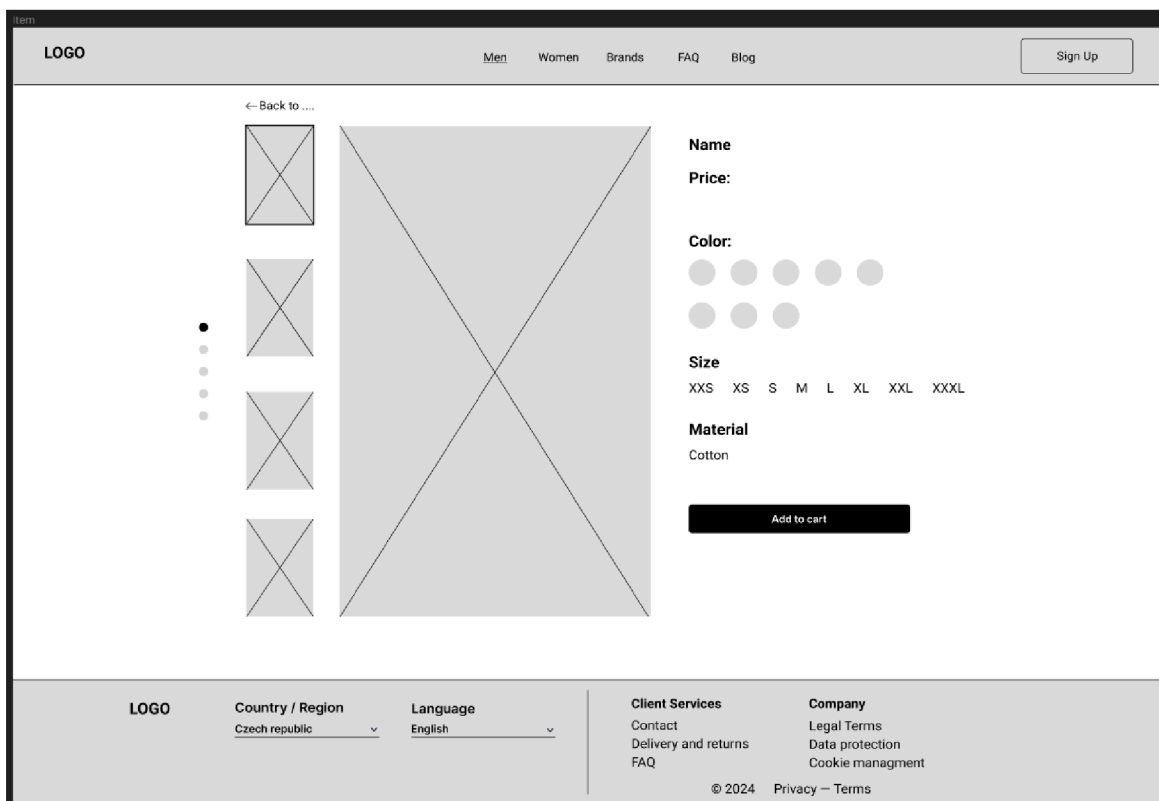 Item
LOGO
Men Women Brands FAQ Blog
Sign Up
Back to ....
Name
Price:
Color:
Size
XXS XS S M L XL XXL XXXL
Material
Cotton
Add to cart
LOGO
Country / Region
Czech republic
Language
English
Client Services
Contact
Delivery and returns
FAQ
Company
Legal Terms
Data protection
Cookie managment
© 2024 Privacy — Terms